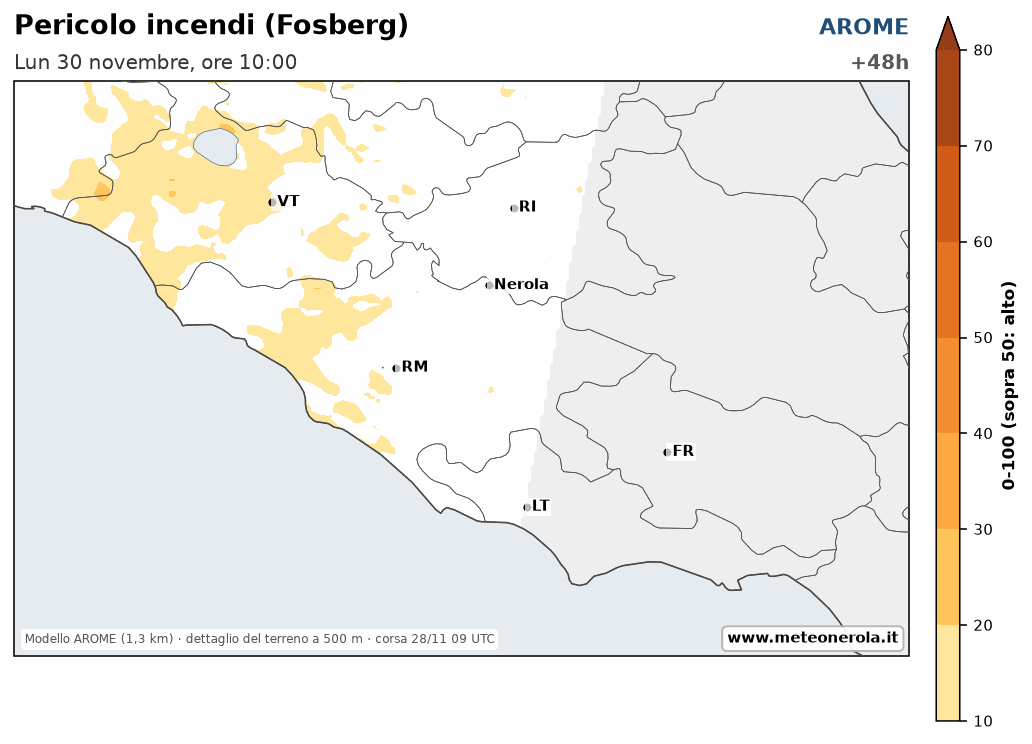 Pericolo incendi (Fosberg)
AROME
Lun 30 novembre, ore 10:00
+48h
VT
RI
Nerola
RM
FR
LT
Modello AROME (1,3 km) · dettaglio del terreno a 500 m · corsa 28/11 09 UTC
www.meteonerola.it
80
70
60
50
40
30
20
10
0-100 (sopra 50: alto)